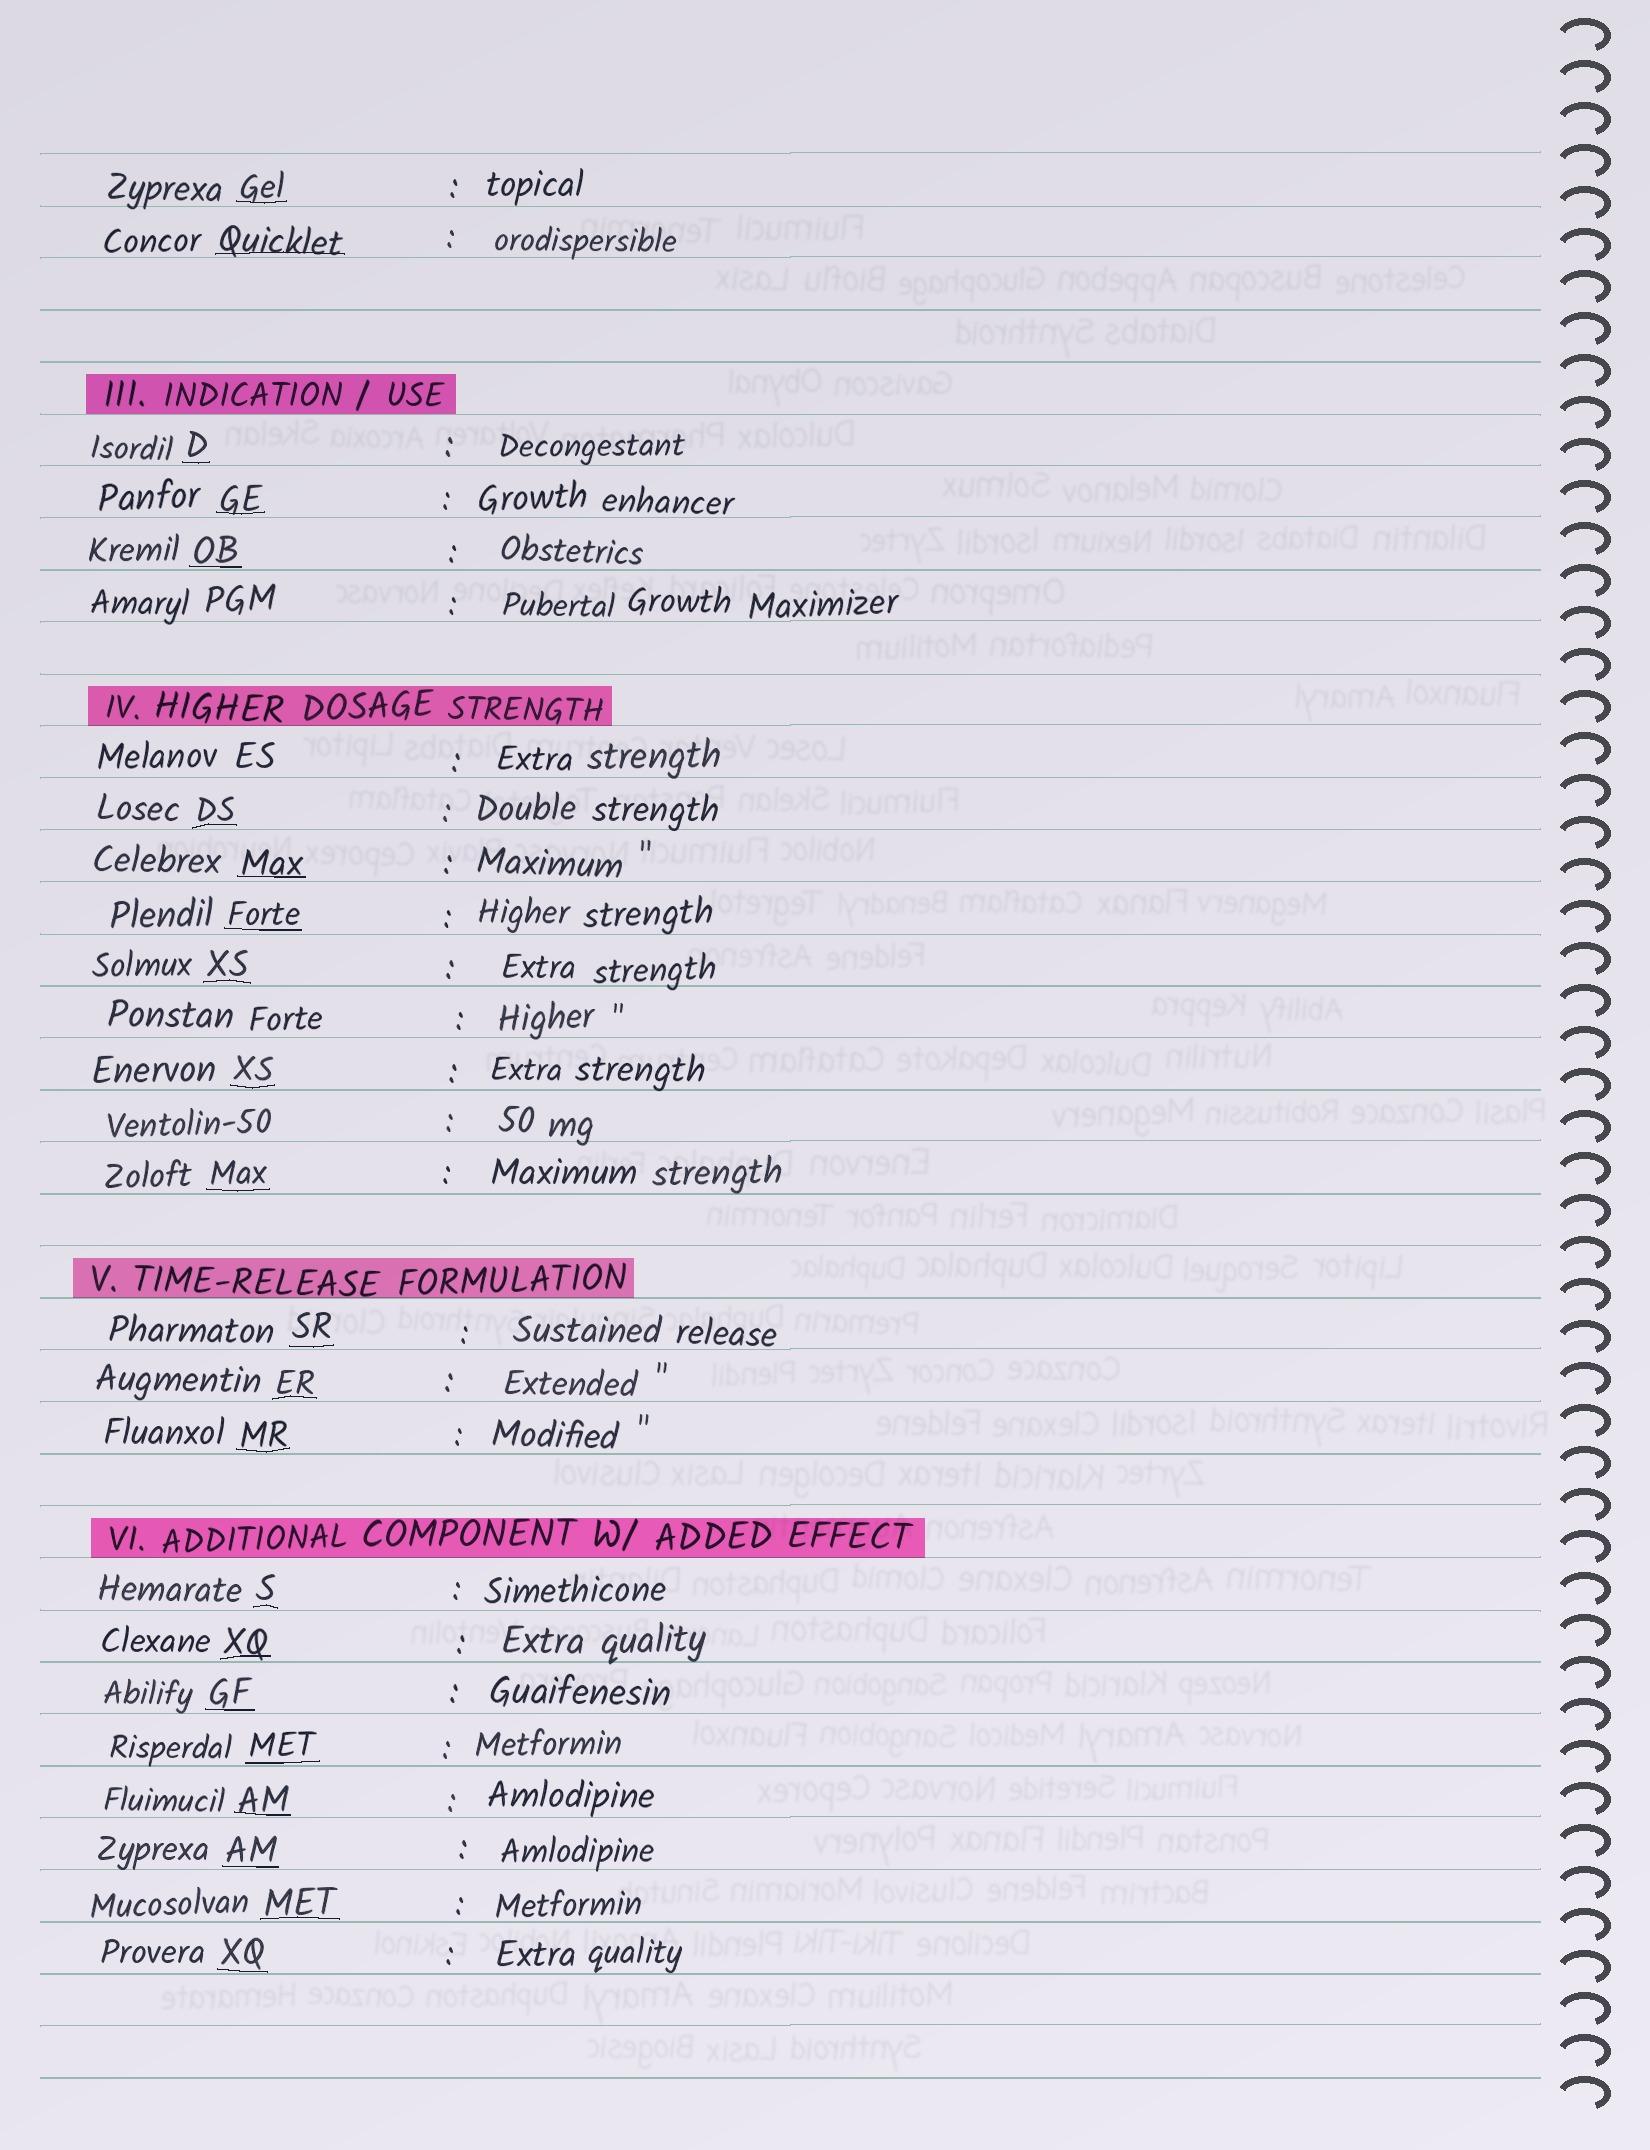 Zyprexa Gel : topical
Concor Quicklet : orodispersible
III. INDICATION / USE
Isordil D : Decongestant
Panfor GE : Growth enhancer
Kremil OB : Obstetrics
Amaryl PGM : Pubertal Growth Maximizer
IV. HIGHER DOSAGE STRENGTH
Melanov ES : Extra strength
Losec DS : Double strength
Celebrex Max : Maximum "
Plendil Forte : Higher strength
Solmux XS : Extra strength
Ponstan Forte : Higher "
Enervon XS : Extra strength
Ventolin-50 : 50 mg
Zoloft Max : Maximum strength
V. TIME-RELEASE FORMULATION
Pharmaton SR : Sustained release
Augmentin ER : Extended "
Fluanxol MR : Modified "
VI. ADDITIONAL COMPONENT W/ ADDED EFFECT
Hemarate S : Simethicone
Clexane XQ : Extra quality
Abilify GF : Guaifenesin
Risperdal MET : Metformin
Fluimucil AM : Amlodipine
Zyprexa AM : Amlodipine
Mucosolvan MET : Metformin
Provera XQ : Extra quality